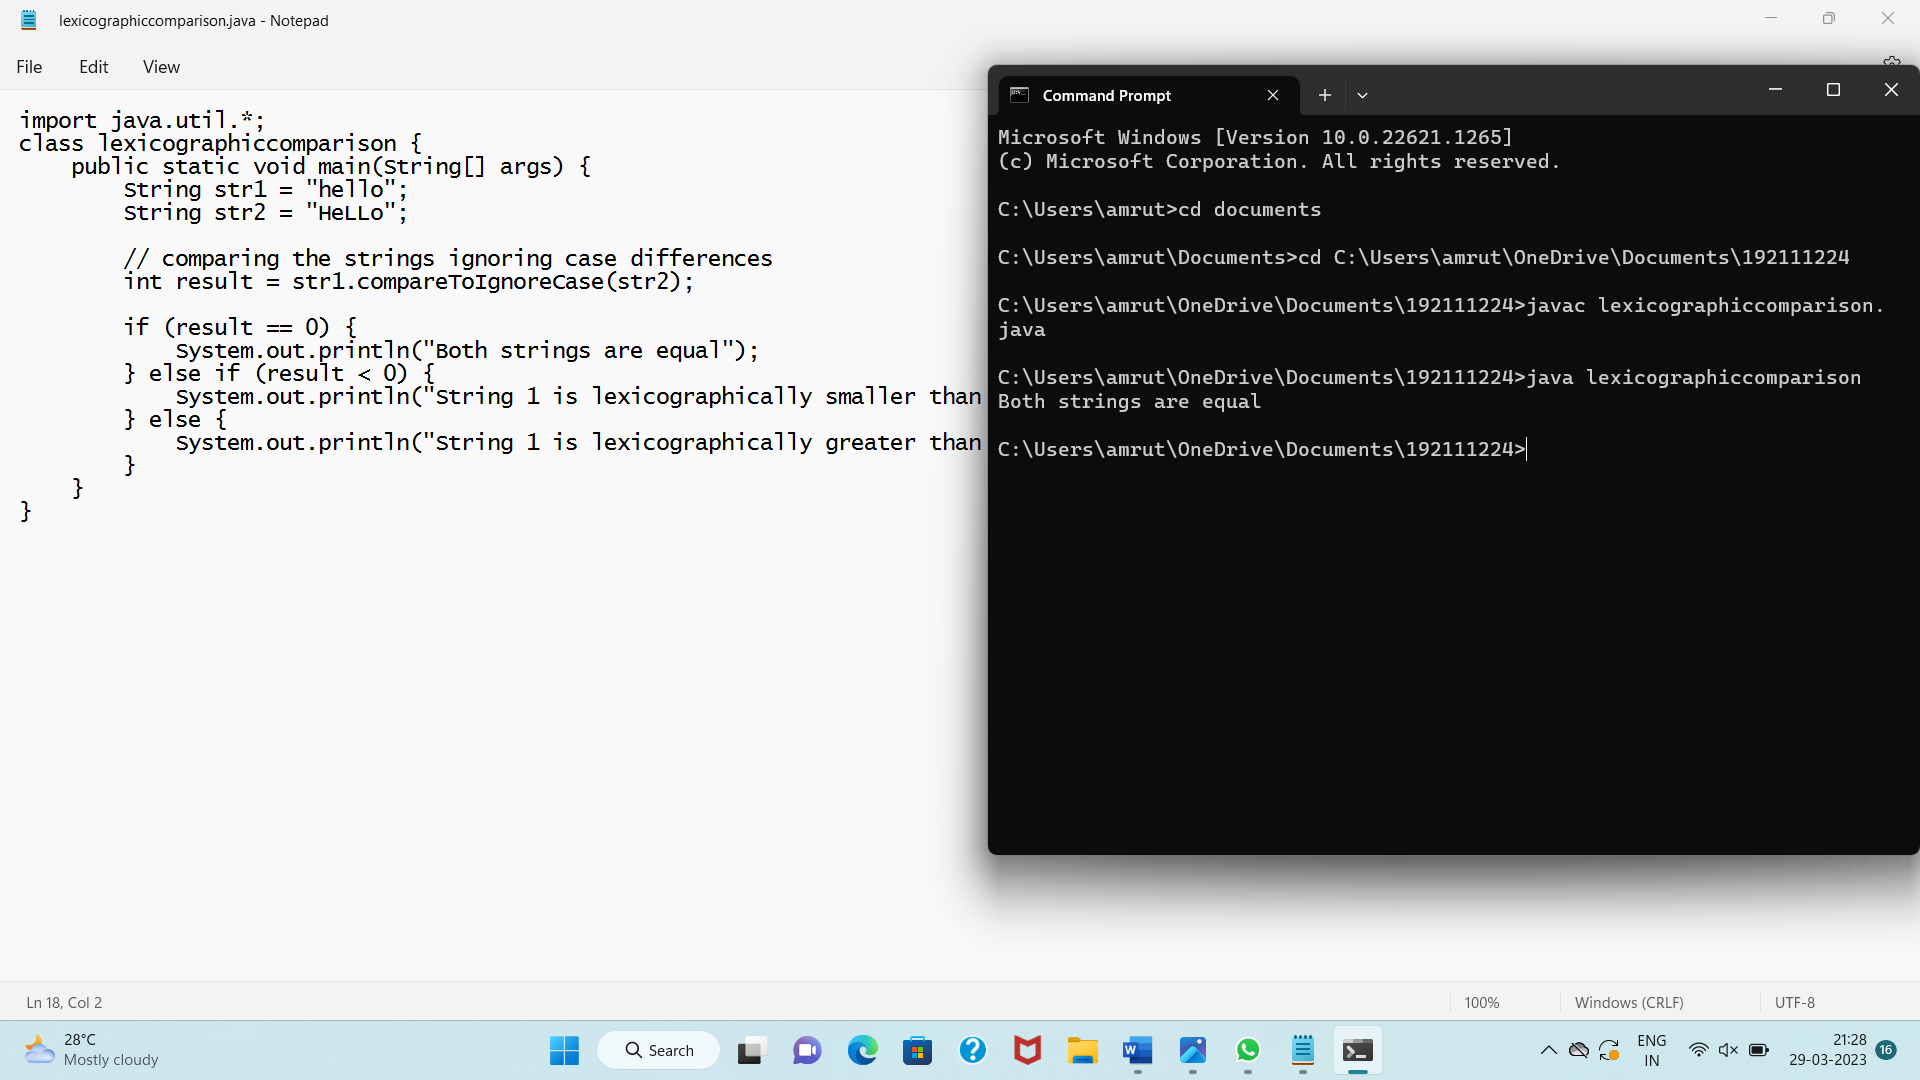 lexicographiccomparison.java - Notepad
File Edit View
import java.util.*;
class lexicographiccomparison {
    public static void main(String[] args) {
        String str1 = "hello";
        String str2 = "HeLLo";

        // comparing the strings ignoring case differences
        int result = str1.compareToIgnoreCase(str2);

        if (result == 0) {
            System.out.println("Both strings are equal");
        } else if (result < 0) {
            System.out.println("String 1 is lexicographically smaller than
        } else {
            System.out.println("String 1 is lexicographically greater than
        }
    }
}
Command Prompt
Microsoft Windows [Version 10.0.22621.1265]
(c) Microsoft Corporation. All rights reserved.

C:\Users\amrut>cd documents

C:\Users\amrut\Documents>cd C:\Users\amrut\OneDrive\Documents\192111224

C:\Users\amrut\OneDrive\Documents\192111224>javac lexicographiccomparison.
java

C:\Users\amrut\OneDrive\Documents\192111224>java lexicographiccomparison
Both strings are equal

C:\Users\amrut\OneDrive\Documents\192111224>
Ln 18, Col 2 100% Windows (CRLF) UTF-8
28°C
Mostly cloudy
Search
ENG
IN
21:28
29-03-2023
16